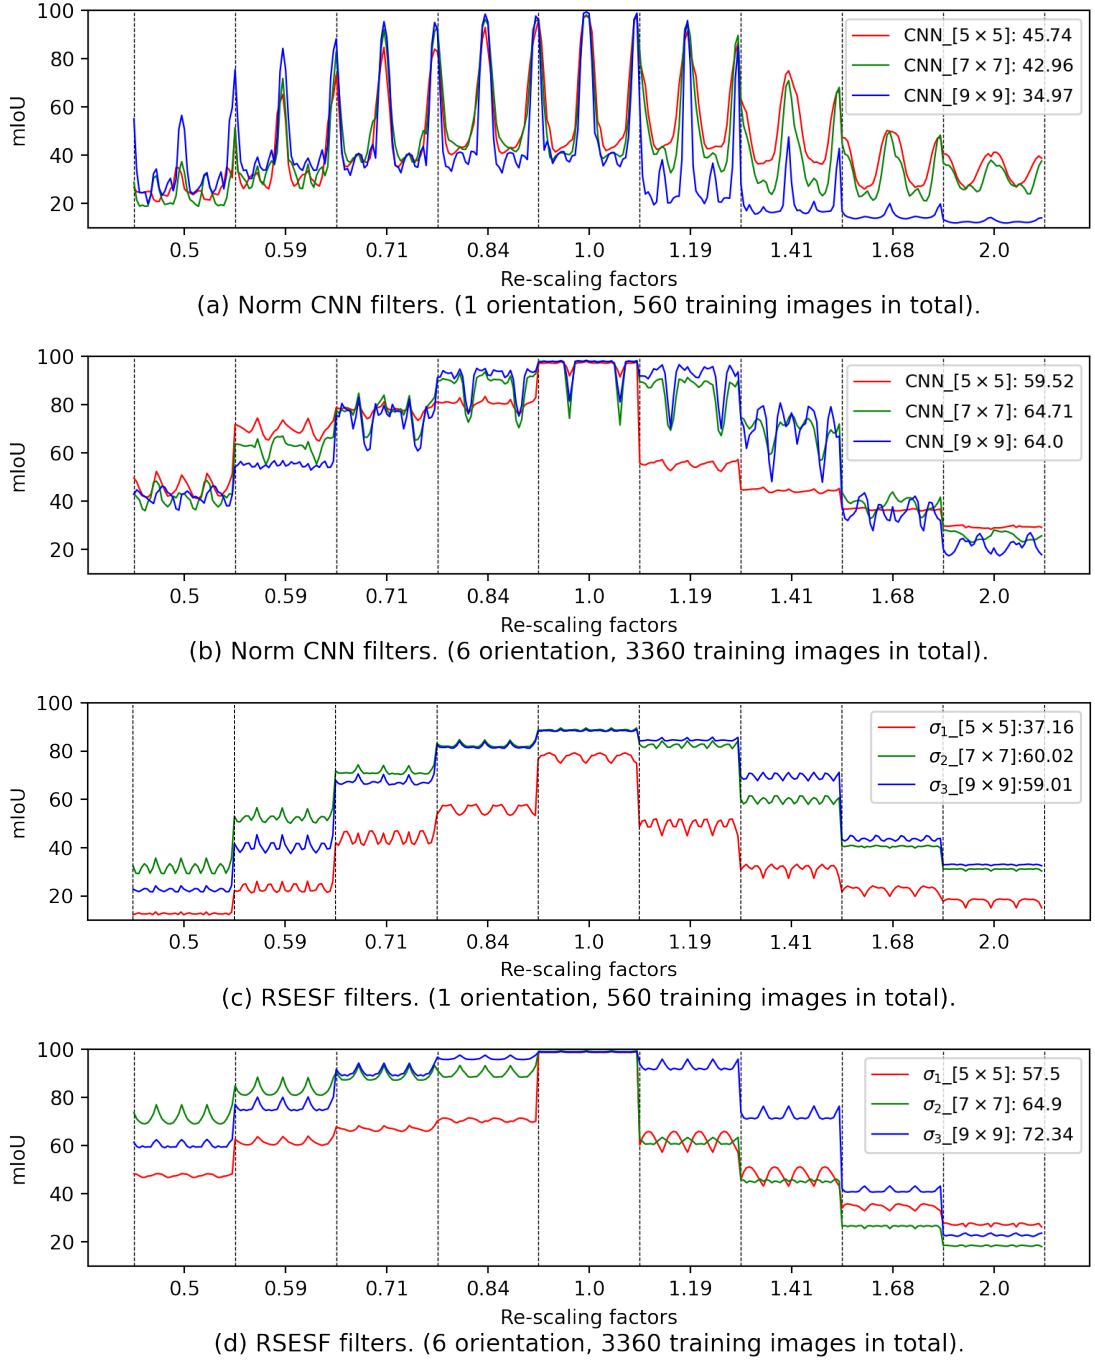 100
80
60
40
20
mIoU
CNN_[5 × 5]: 45.74
CNN_[7 × 7]: 42.96
CNN_[9 × 9]: 34.97
0.5 0.59 0.71 0.84 1.0 1.19 1.41 1.68 2.0
Re-scaling factors
(a) Norm CNN filters. (1 orientation, 560 training images in total).
100
80
60
40
20
mIoU
CNN_[5 × 5]: 59.52
CNN_[7 × 7]: 64.71
CNN_[9 × 9]: 64.0
0.5 0.59 0.71 0.84 1.0 1.19 1.41 1.68 2.0
Re-scaling factors
(b) Norm CNN filters. (6 orientation, 3360 training images in total).
100
80
60
40
20
mIoU
σ₁_[5 × 5]:37.16
σ₂_[7 × 7]:60.02
σ₃_[9 × 9]:59.01
0.5 0.59 0.71 0.84 1.0 1.19 1.41 1.68 2.0
Re-scaling factors
(c) RSESF filters. (1 orientation, 560 training images in total).
100
80
60
40
20
mIoU
σ₁_[5 × 5]: 57.5
σ₂_[7 × 7]: 64.9
σ₃_[9 × 9]: 72.34
0.5 0.59 0.71 0.84 1.0 1.19 1.41 1.68 2.0
Re-scaling factors
(d) RSESF filters. (6 orientation, 3360 training images in total).